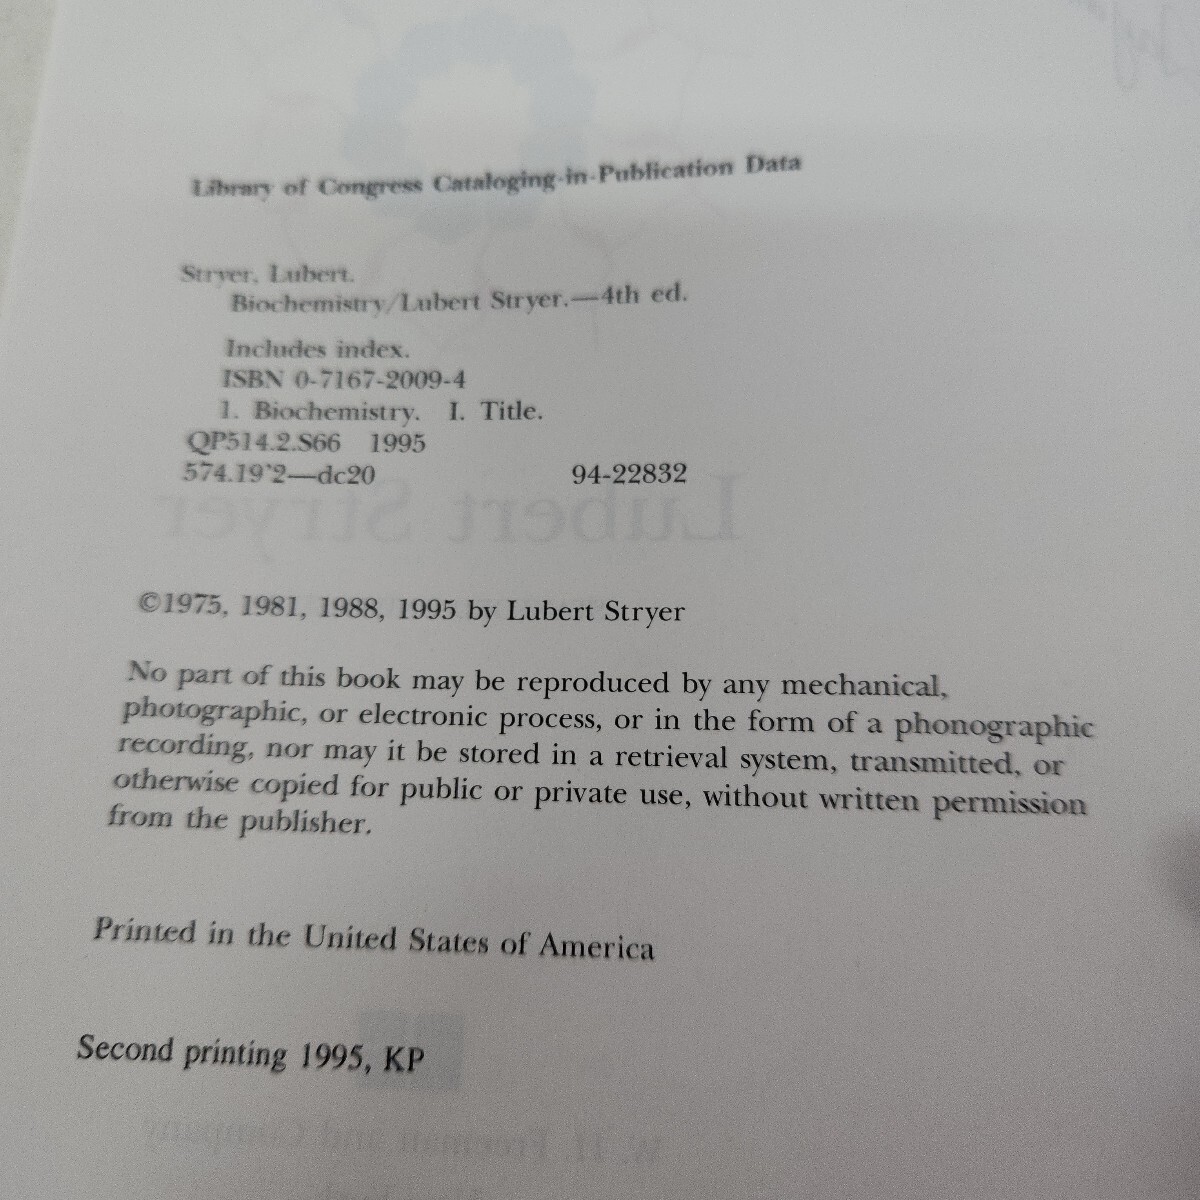 Library of Congress Cataloging-in-Publication Data
Stryer, Lubert.
Biochemistry/Lubert Stryer.—4th ed.
Includes index.
ISBN 0-7167-2009-4
1. Biochemistry. I. Title.
QP514.2.S66 1995
574.19'2—dc20 94-22832
Lubert Stryer
©1975, 1981, 1988, 1995 by Lubert Stryer
No part of this book may be reproduced by any mechanical,
photographic, or electronic process, or in the form of a phonographic
recording, nor may it be stored in a retrieval system, transmitted, or
otherwise copied for public or private use, without written permission
from the publisher.
Printed in the United States of America
Second printing 1995, KP
W. H. Freeman and Company